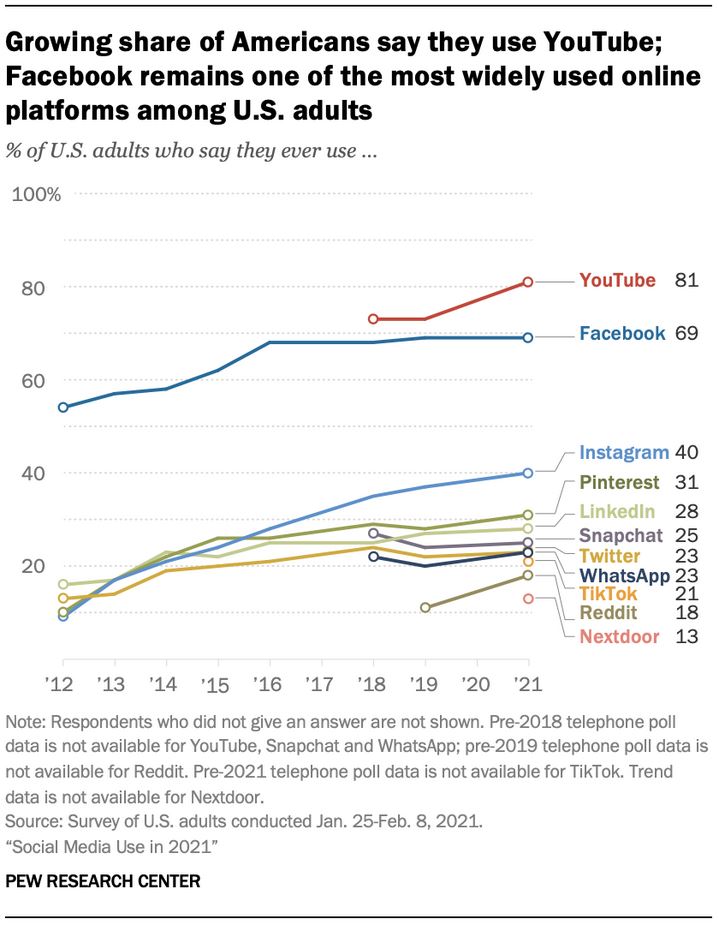 Growing share of Americans say they use YouTube;
Facebook remains one of the most widely used online
platforms among U.S. adults
% of U.S. adults who say they ever use ...
100%
80
60
40
20
YouTube 81
Facebook 69
Instagram 40
Pinterest 31
LinkedIn 28
Snapchat 25
Twitter 23
WhatsApp 23
TikTok 21
Reddit 18
Nextdoor 13
'12 '13 '14 '15 '16 '17 '18 '19 '20 '21
Note: Respondents who did not give an answer are not shown. Pre-2018 telephone poll
data is not available for YouTube, Snapchat and WhatsApp; pre-2019 telephone poll data is
not available for Reddit. Pre-2021 telephone poll data is not available for TikTok. Trend
data is not available for Nextdoor.
Source: Survey of U.S. adults conducted Jan. 25-Feb. 8, 2021.
“Social Media Use in 2021”
PEW RESEARCH CENTER